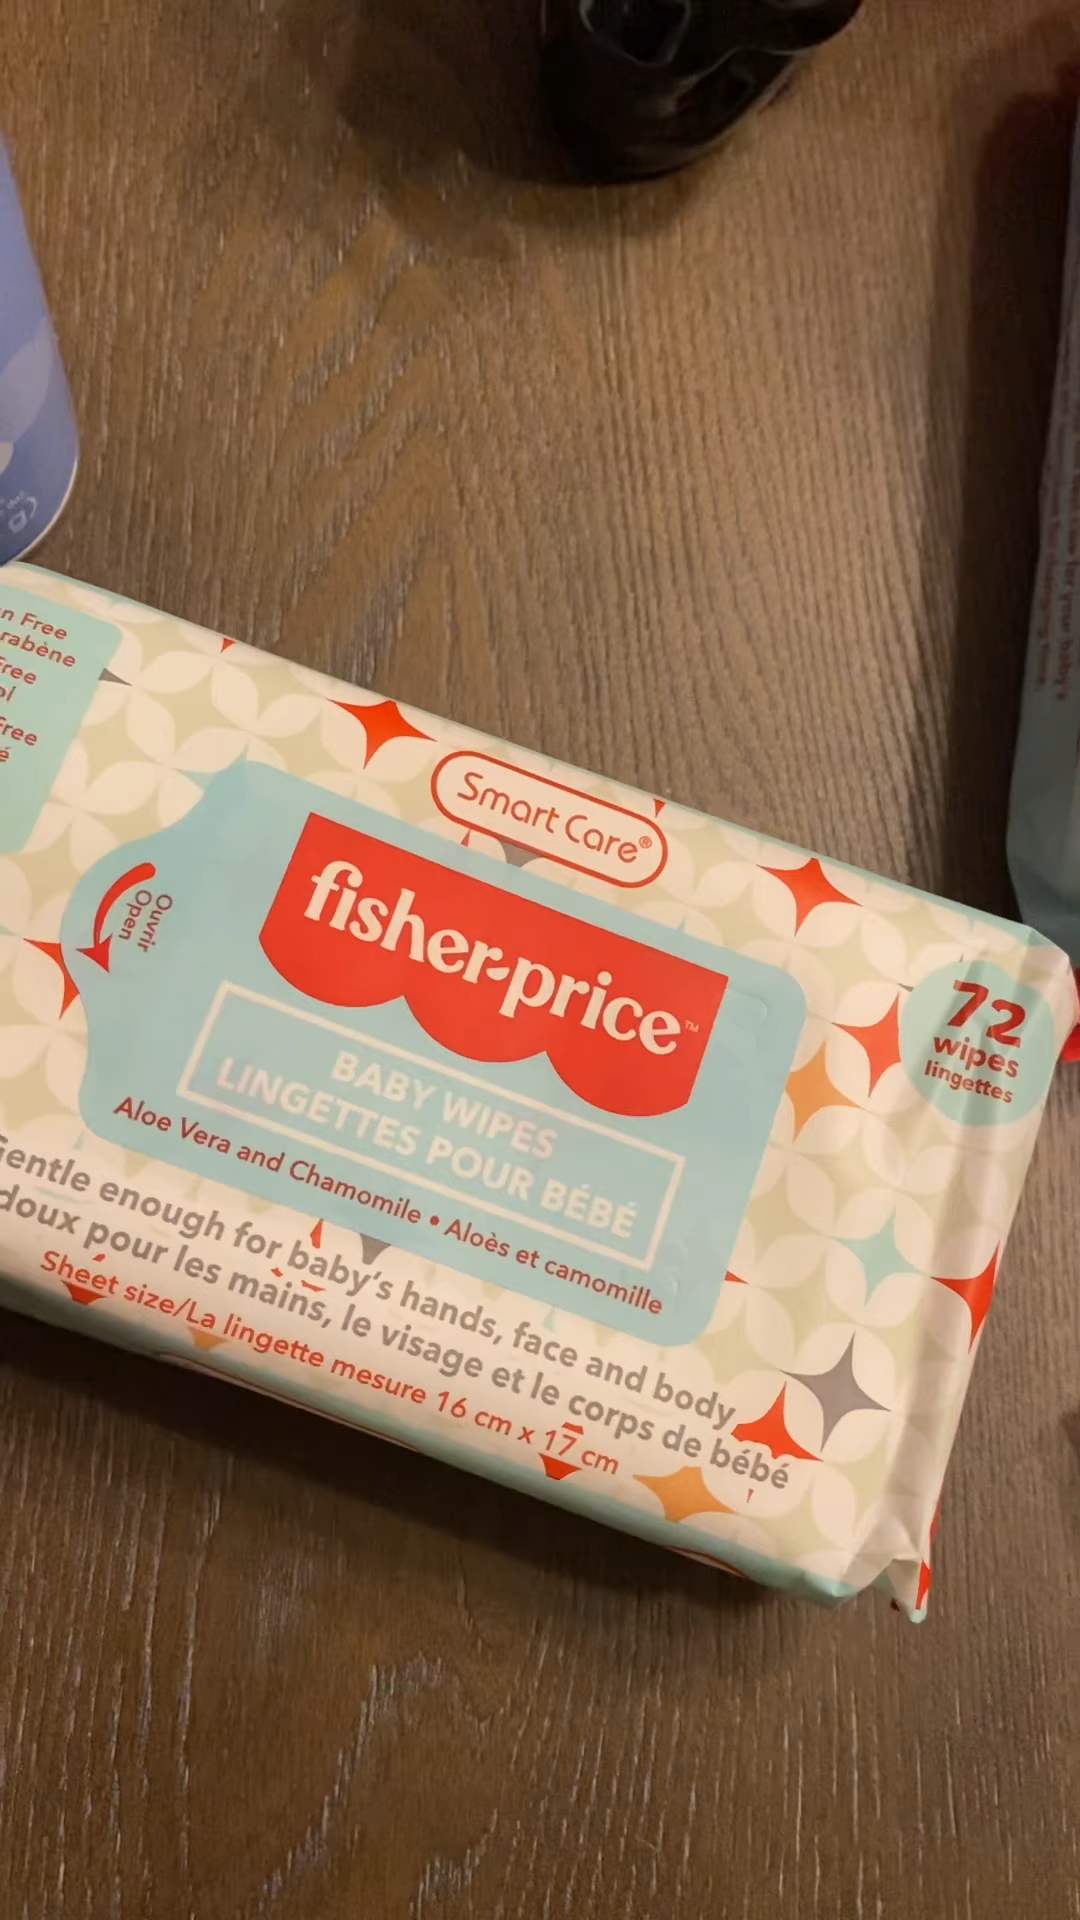 Free
rabène
Free
Free
Smart Care®
fisher-price™
Ouvrir
Open
BABY WIPES
LINGETTES POUR BÉBÉ
Aloe Vera and Chamomile • Aloès et camomille
72
wipes
lingettes
Gentle enough for baby's hands, face and body
doux pour les mains, le visage et le corps de bébé
Sheet size/La lingette mesure 16 cm x 17 cm